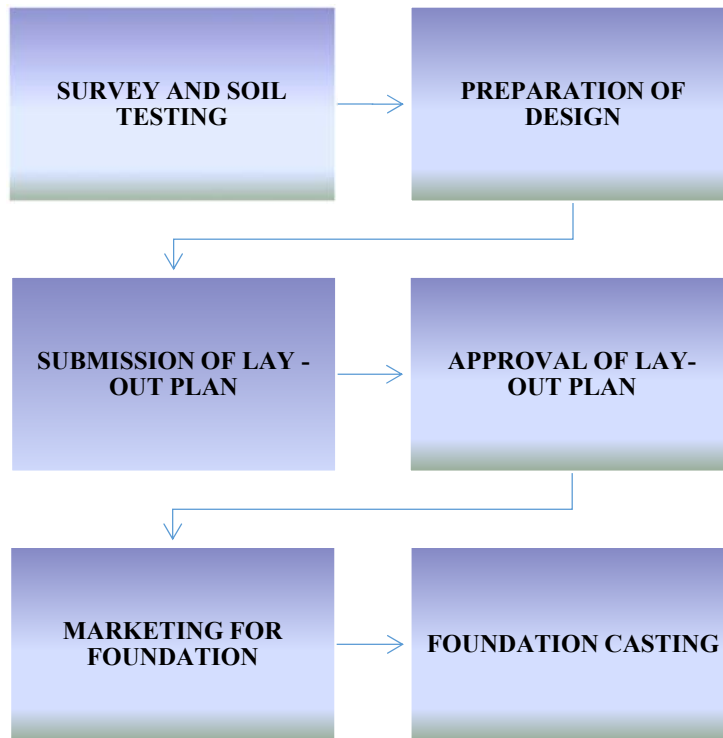 SURVEY AND SOIL
TESTING
PREPARATION OF
DESIGN
SUBMISSION OF LAY -
OUT PLAN
APPROVAL OF LAY-
OUT PLAN
MARKETING FOR
FOUNDATION
FOUNDATION CASTING